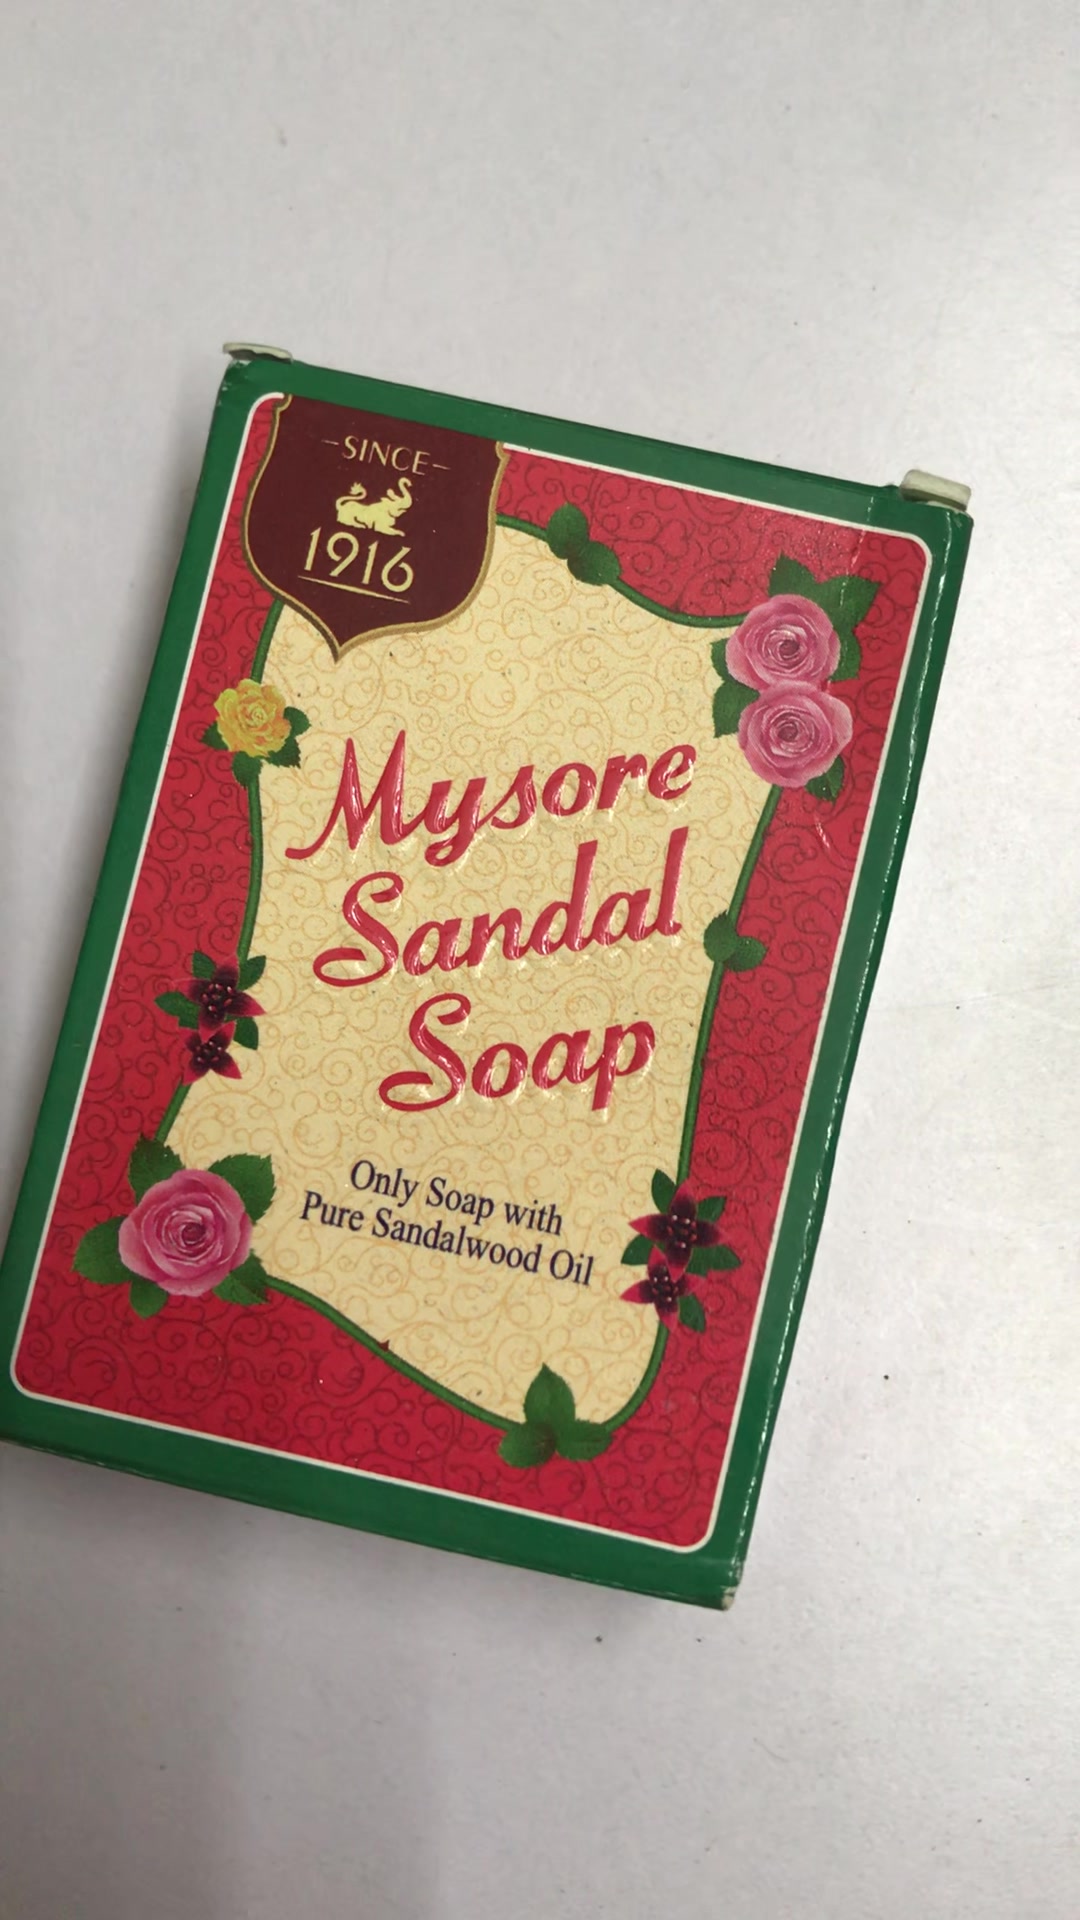 -SINCE-
1916
Mysore
Sandal
Soap
Only Soap with
Pure Sandalwood Oil